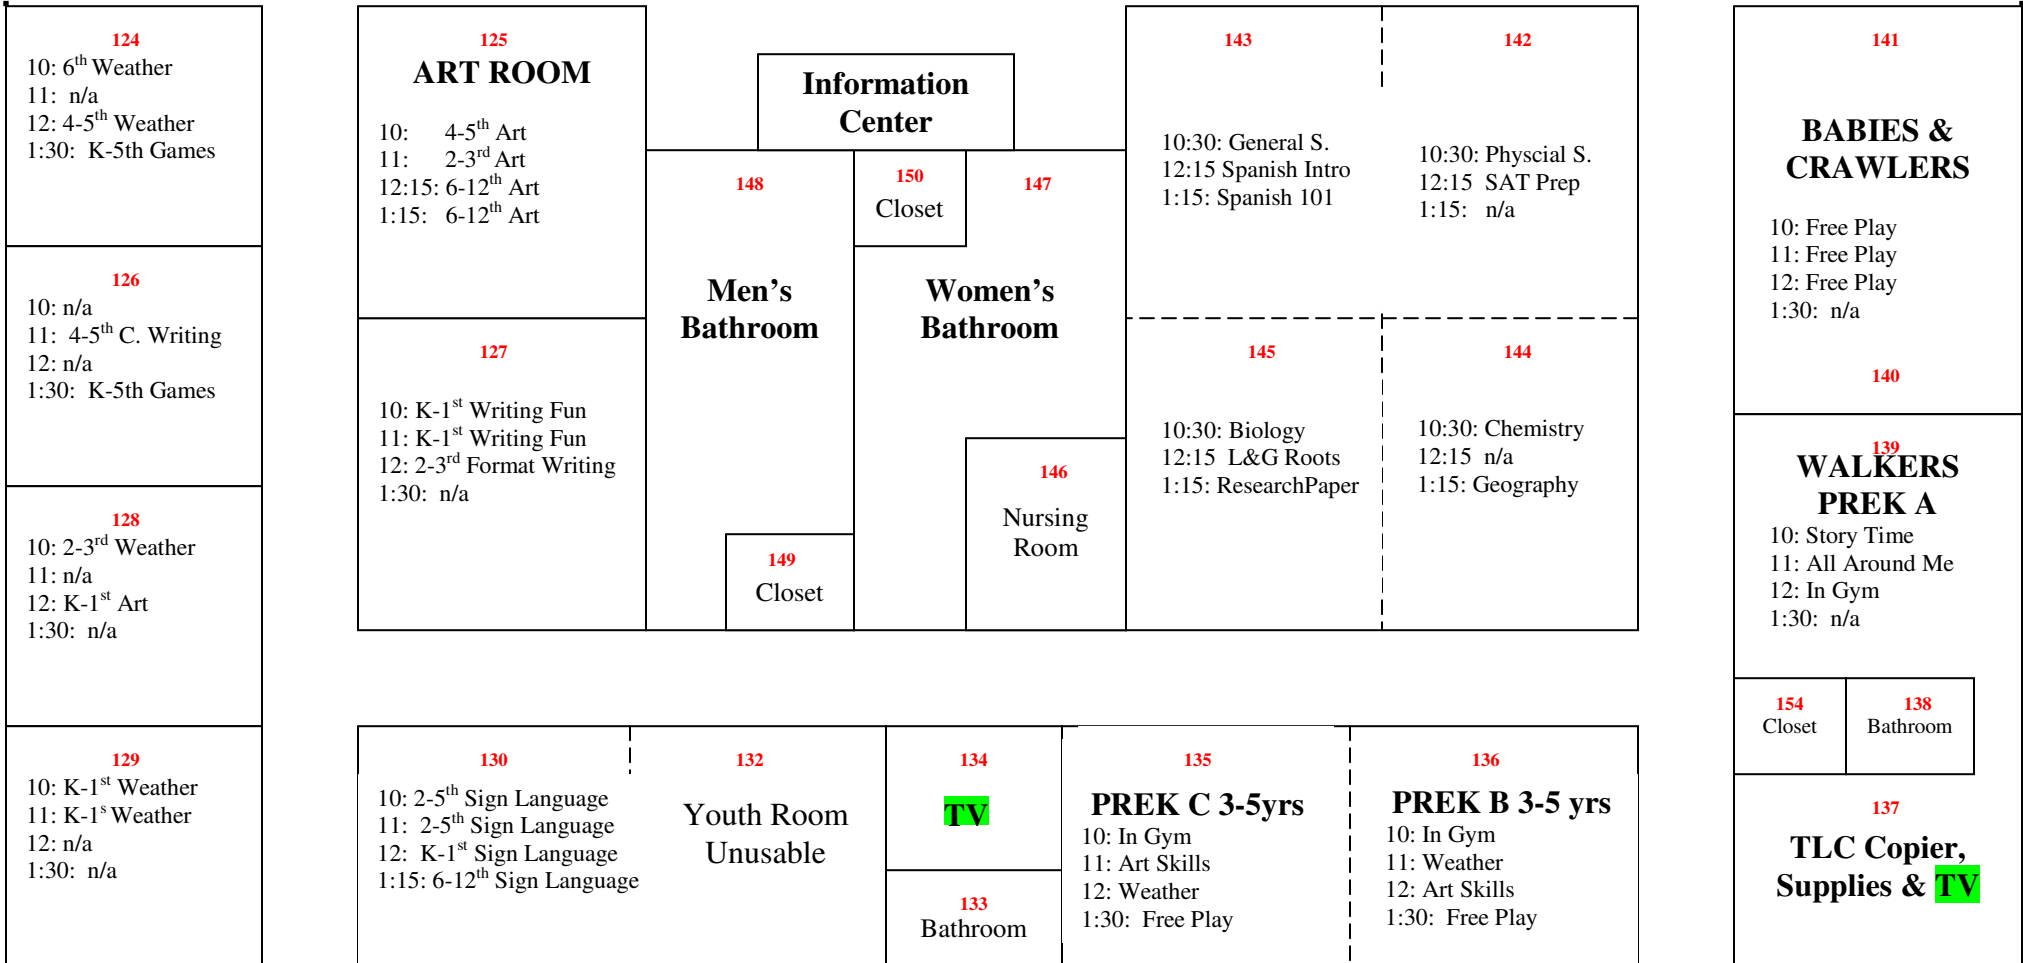 124
10: 6th Weather
11: n/a
12: 4-5th Weather
1:30: K-5th Games
126
10: n/a
11: 4-5th C. Writing
12: n/a
1:30: K-5th Games
128
10: 2-3rd Weather
11: n/a
12: K-1st Art
1:30: n/a
129
10: K-1st Weather
11: K-1s Weather
12: n/a
1:30: n/a
125
ART ROOM
10: 4-5th Art
11: 2-3rd Art
12:15: 6-12th Art
1:15: 6-12th Art
127
10: K-1st Writing Fun
11: K-1st Writing Fun
12: 2-3rd Format Writing
1:30: n/a
Information
Center
148
Men’s
Bathroom
150
Closet
147
Women’s
Bathroom
149
Closet
146
Nursing
Room
143
10:30: General S.
12:15 Spanish Intro
1:15: Spanish 101
142
10:30: Physcial S.
12:15 SAT Prep
1:15: n/a
145
10:30: Biology
12:15 L&G Roots
1:15: ResearchPaper
144
10:30: Chemistry
12:15 n/a
1:15: Geography
130
10: 2-5th Sign Language
11: 2-5th Sign Language
12: K-1st Sign Language
1:15: 6-12th Sign Language
132
Youth Room
Unusable
134
TV
133
Bathroom
135
PREK C 3-5yrs
10: In Gym
11: Art Skills
12: Weather
1:30: Free Play
136
PREK B 3-5 yrs
10: In Gym
11: Weather
12: Art Skills
1:30: Free Play
141
BABIES &
CRAWLERS
10: Free Play
11: Free Play
12: Free Play
1:30: n/a
140
139
WALKERS
PREK A
10: Story Time
11: All Around Me
12: In Gym
1:30: n/a
154
Closet
138
Bathroom
137
TLC Copier,
Supplies & TV